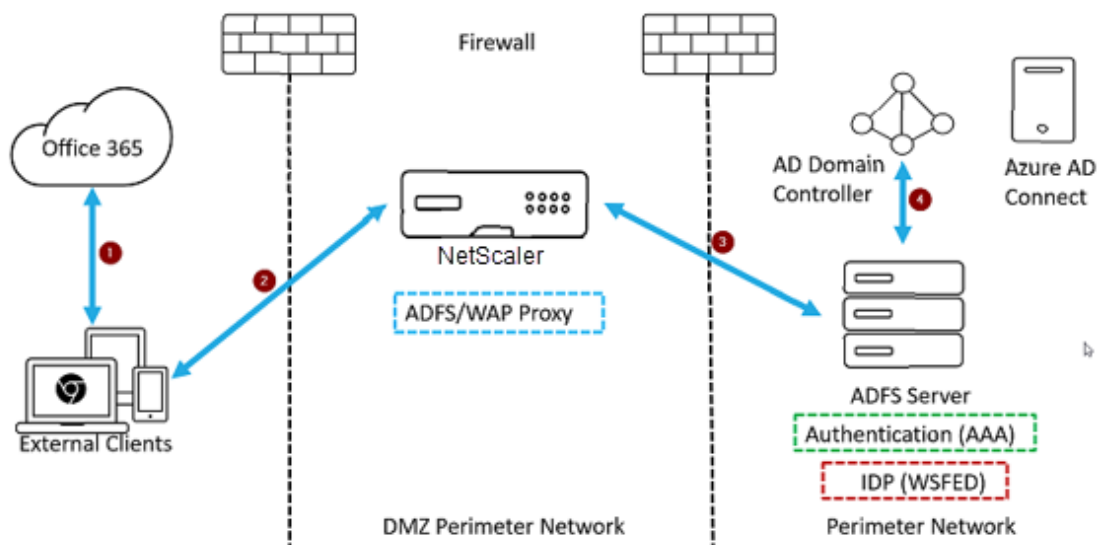 Firewall
Office 365
1
External Clients
2
NetScaler
ADFS/WAP Proxy
DMZ Perimeter Network
3
AD Domain
Controller
4
Azure AD
Connect
ADFS Server
Authentication (AAA)
IDP (WSFED)
Perimeter Network